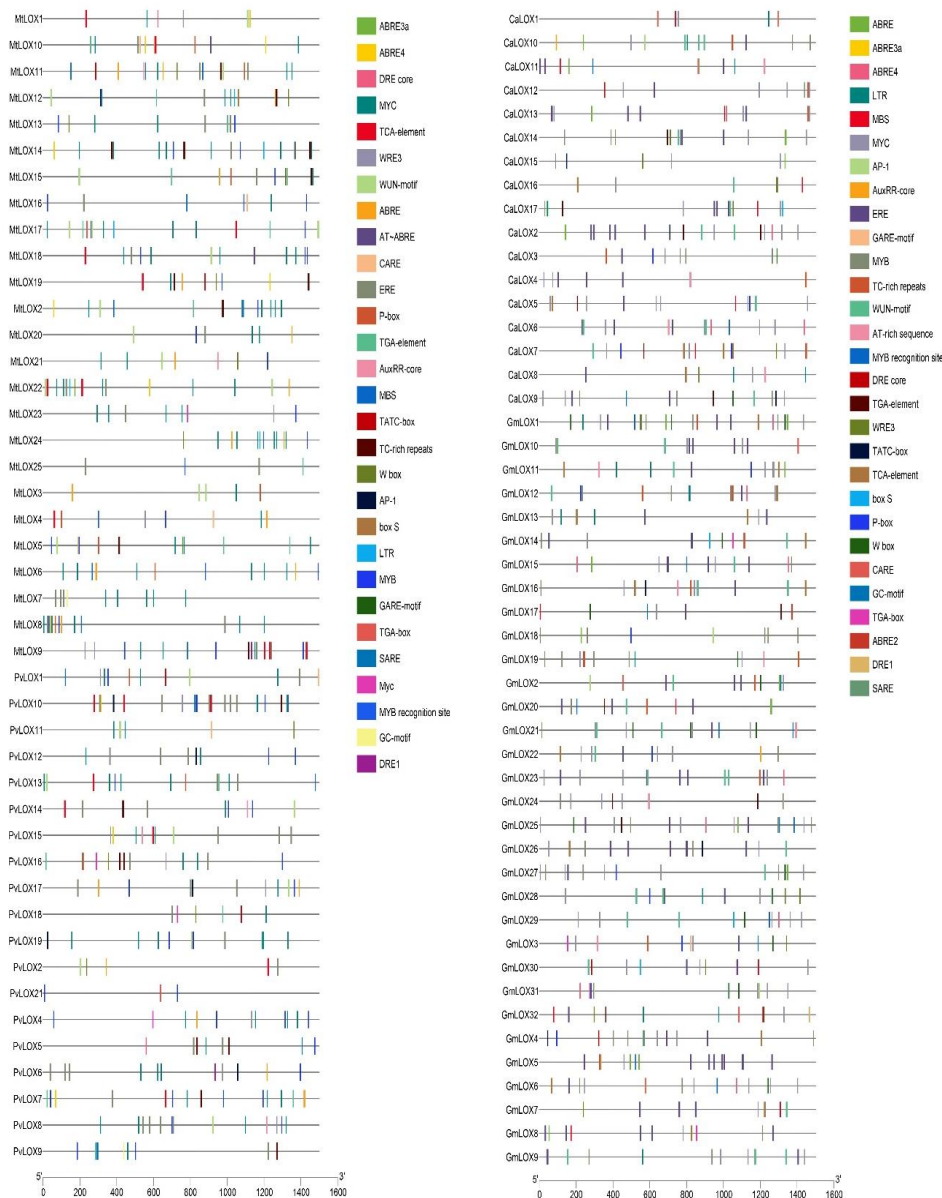 MtLOX1
MtLOX10
MtLOX11
MtLOX12
MtLOX13
MtLOX14
MtLOX15
MtLOX16
MtLOX17
MtLOX18
MtLOX19
MtLOX2
MtLOX20
MtLOX21
MtLOX22
MtLOX23
MtLOX24
MtLOX25
MtLOX3
MtLOX4
MtLOX5
MtLOX6
MtLOX7
MtLOX8
MtLOX9
PvLOX1
PvLOX10
PvLOX11
PvLOX12
PvLOX13
PvLOX14
PvLOX15
PvLOX16
PvLOX17
PvLOX18
PvLOX19
PvLOX2
PvLOX21
PvLOX4
PvLOX5
PvLOX6
PvLOX7
PvLOX8
PvLOX9
5' 3'
0 200 400 600 800 1000 1200 1400 1600
ABRE3a
ABRE4
DRE core
MYC
TCA-element
WRE3
WUN-motif
ABRE
AT~ABRE
CARE
ERE
P-box
TGA-element
AuxRR-core
MBS
TATC-box
TC-rich repeats
W box
AP-1
box S
LTR
MYB
GARE-motif
TGA-box
SARE
Myc
MYB recognition site
GC-motif
DRE1
CaLOX1
CaLOX10
CaLOX11
CaLOX12
CaLOX13
CaLOX14
CaLOX15
CaLOX16
CaLOX17
CaLOX2
CaLOX3
CaLOX4
CaLOX5
CaLOX6
CaLOX7
CaLOX8
CaLOX9
GmLOX1
GmLOX10
GmLOX11
GmLOX12
GmLOX13
GmLOX14
GmLOX15
GmLOX16
GmLOX17
GmLOX18
GmLOX19
GmLOX2
GmLOX20
GmLOX21
GmLOX22
GmLOX23
GmLOX24
GmLOX25
GmLOX26
GmLOX27
GmLOX28
GmLOX29
GmLOX3
GmLOX30
GmLOX31
GmLOX32
GmLOX4
GmLOX5
GmLOX6
GmLOX7
GmLOX8
GmLOX9
5' 3'
0 200 400 600 800 1000 1200 1400 1600
ABRE
ABRE3a
ABRE4
LTR
MBS
MYC
AP-1
AuxRR-core
ERE
GARE-motif
MYB
TC-rich repeats
WUN-motif
AT-rich sequence
MYB recognition site
DRE core
TGA-element
WRE3
TATC-box
TCA-element
box S
P-box
W box
CARE
GC-motif
TGA-box
ABRE2
DRE1
SARE